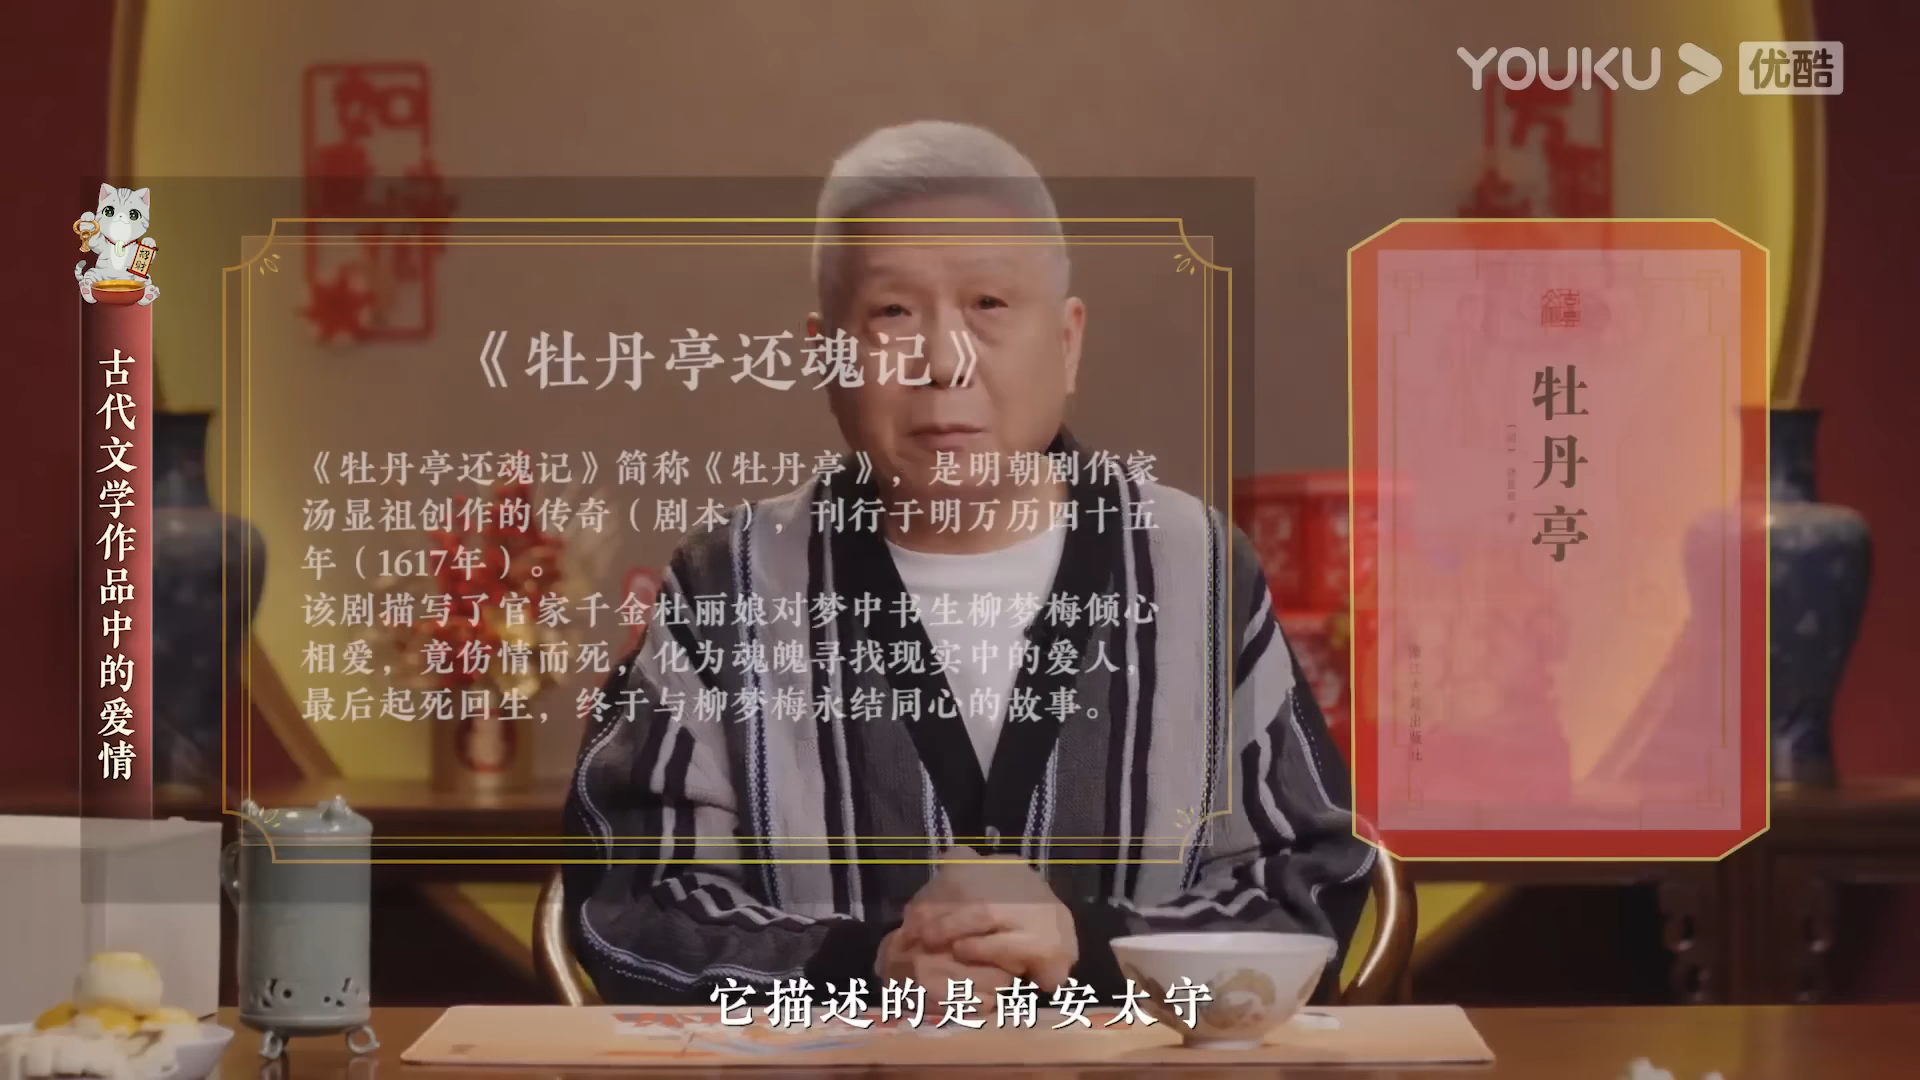 YOUKU 优酷
古代文学作品中的爱情
《牡丹亭还魂记》
《牡丹亭还魂记》简称《牡丹亭》，是明朝剧作家
汤显祖创作的传奇（剧本），刊行于明万历四十五
年（1617年）。
该剧描写了官家千金杜丽娘对梦中书生柳梦梅倾心
相爱，竟伤情而死，化为魂魄寻找现实中的爱人，
最后起死回生，终于与柳梦梅永结同心的故事。
牡丹亭
它描述的是南安太守